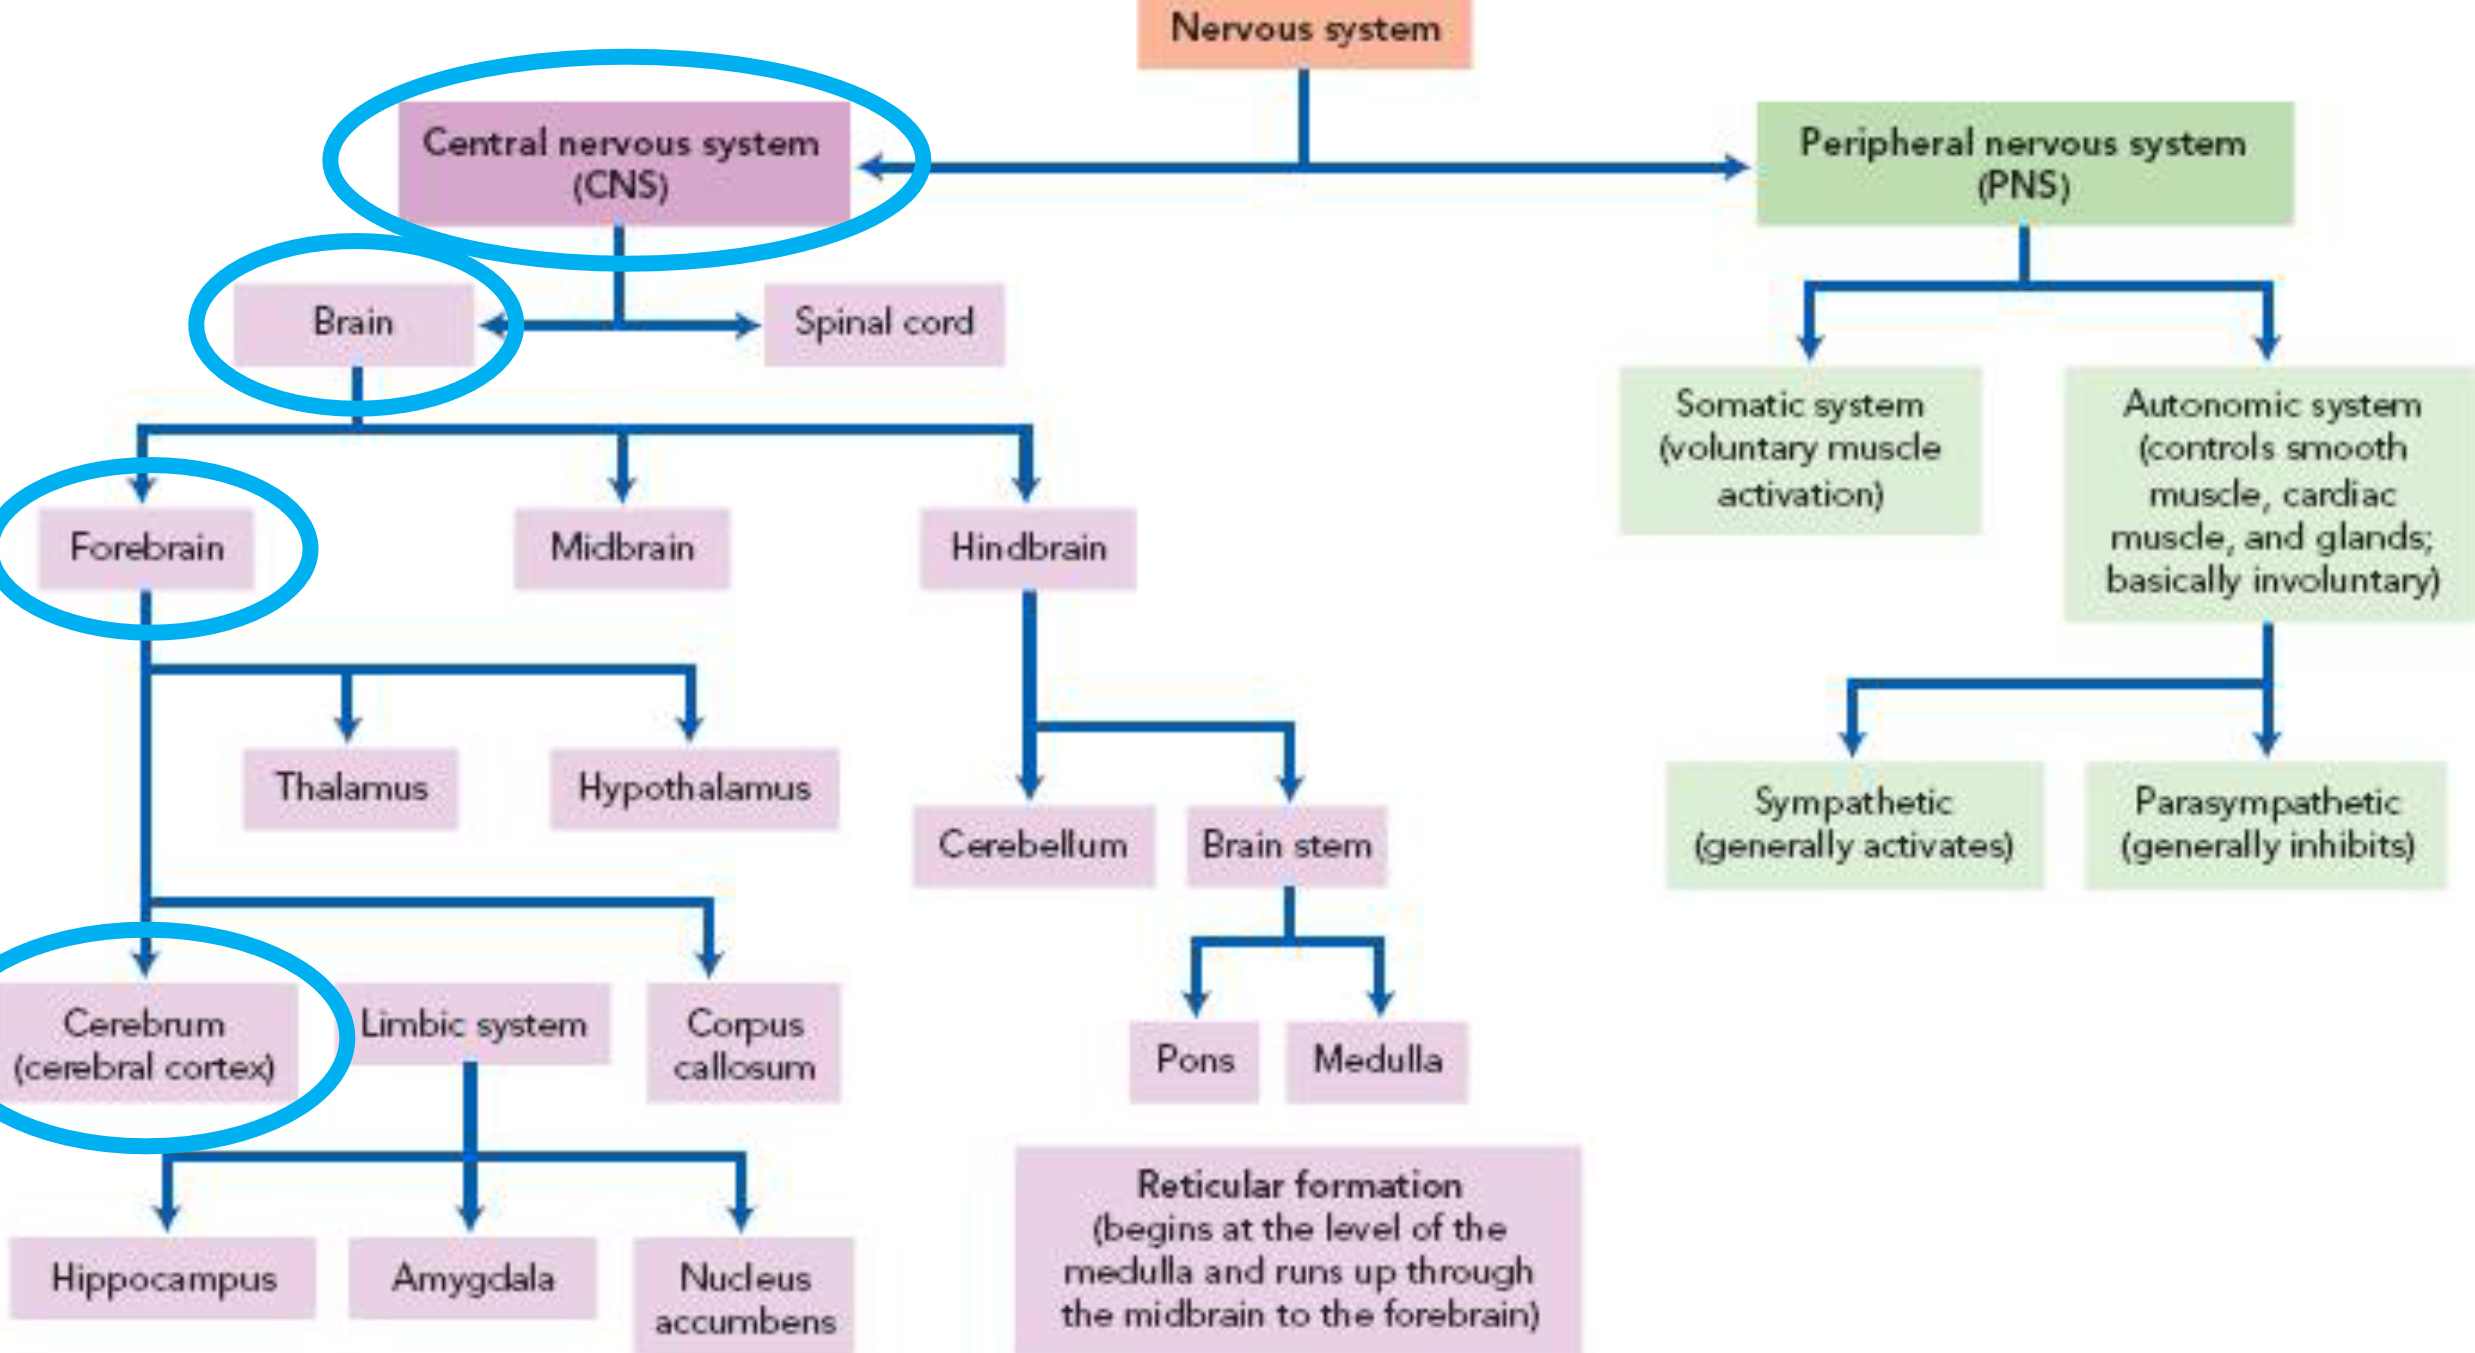 Nervous system
Central nervous system
(CNS)
Peripheral nervous system
(PNS)
Brain
Spinal cord
Somatic system
(voluntary muscle
activation)
Autonomic system
(controls smooth
muscle, cardiac
muscle, and glands;
basically involuntary)
Forebrain
Midbrain
Hindbrain
Thalamus
Hypothalamus
Cerebellum
Brain stem
Sympathetic
(generally activates)
Parasympathetic
(generally inhibits)
Cerebrum
(cerebral cortex)
Limbic system
Corpus
callosum
Pons
Medulla
Hippocampus
Amygdala
Nucleus
accumbens
Reticular formation
(begins at the level of the
medulla and runs up through
the midbrain to the forebrain)